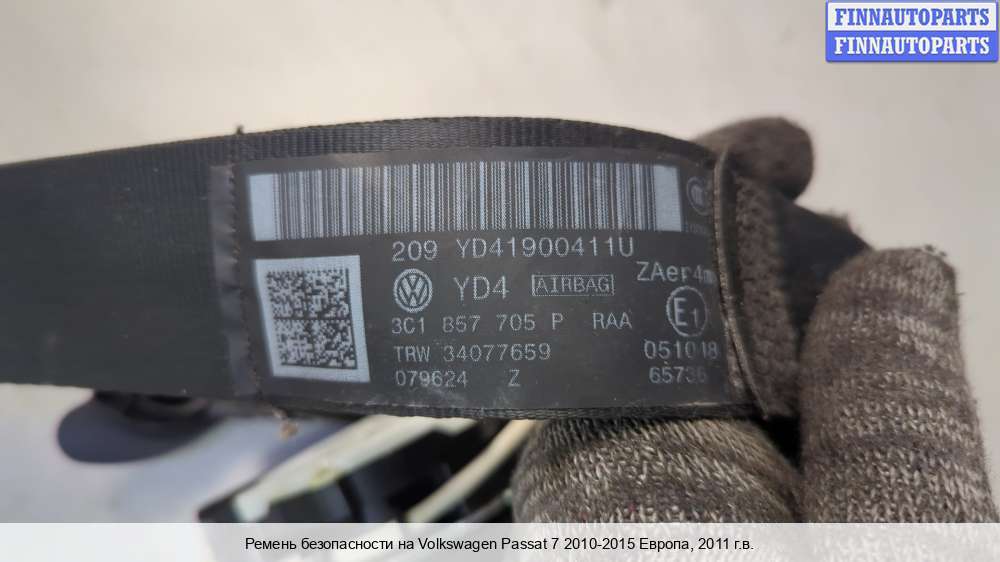 FINNAUTOPARTS
FINNAUTOPARTS
209 YD41900411U
YD4 AIRBAG ZAer4m
3C1 857 705 P RAA E1
TRW 34077659 051018
079624 Z 65736
Ремень безопасности на Volkswagen Passat 7 2010-2015 Европа, 2011 г.в.